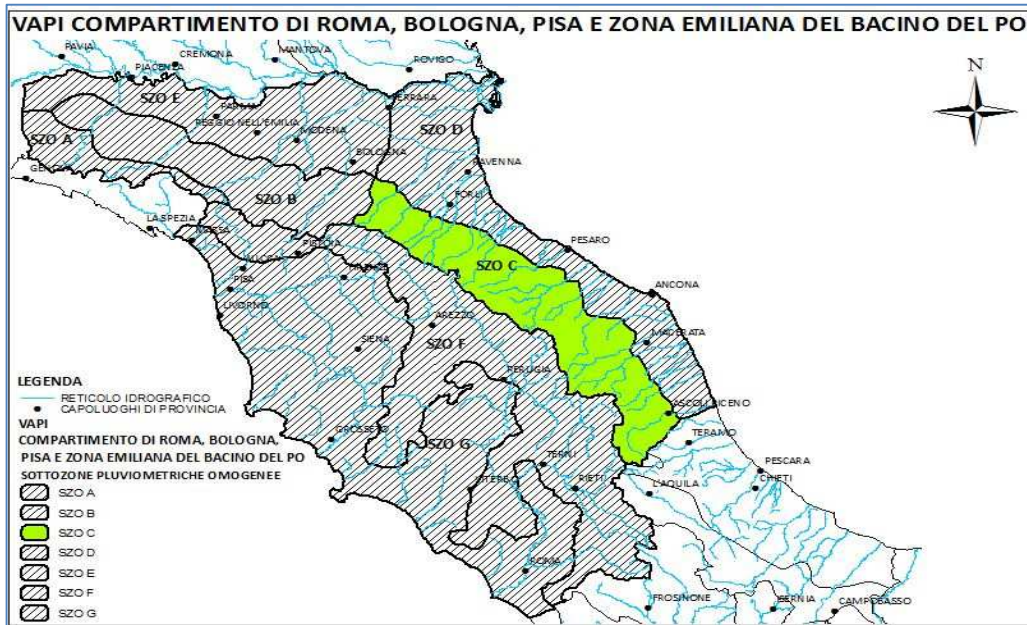 VAPI COMPARTIMENTO DI ROMA, BOLOGNA, PISA E ZONA EMILIANA DEL BACINO DEL PO
PAVIA
CREMONA
MANTOVA
ROVIGO
PIACENZA
N
SZO E
PARMA
FERRARA
REGGIO NELL'EMILIA
MODENA
SZO D
SZO A
BOLOGNA
GENOVA
RAVENNA
SZO B
FORLI
LA SPEZIA
MASSA
PISTOIA
PESARO
LUCCA
FIRENZE
SZO C
PISA
ANCONA
LIVORNO
AREZZO
SIENA
SZO F
MACERATA
PERUGIA
LEGENDA
RETICOLO IDROGRAFICO
CAPOLUOGHI DI PROVINCIA
ASCOLI PICENO
VAPI
COMPARTIMENTO DI ROMA, BOLOGNA,
PISA E ZONA EMILIANA DEL BACINO DEL PO
SOTTOZONE PLUVIOMETRICHE OMOGENEE
GROSSETO
SZO G
TERAMO
TERNI
PESCARA
CHIETI
VITERBO
RIETI
L'AQUILA
SZO A
SZO B
SZO C
SZO D
SZO E
SZO F
SZO G
ROMA
FROSINONE
ISERNIA
CAMPOBASSO